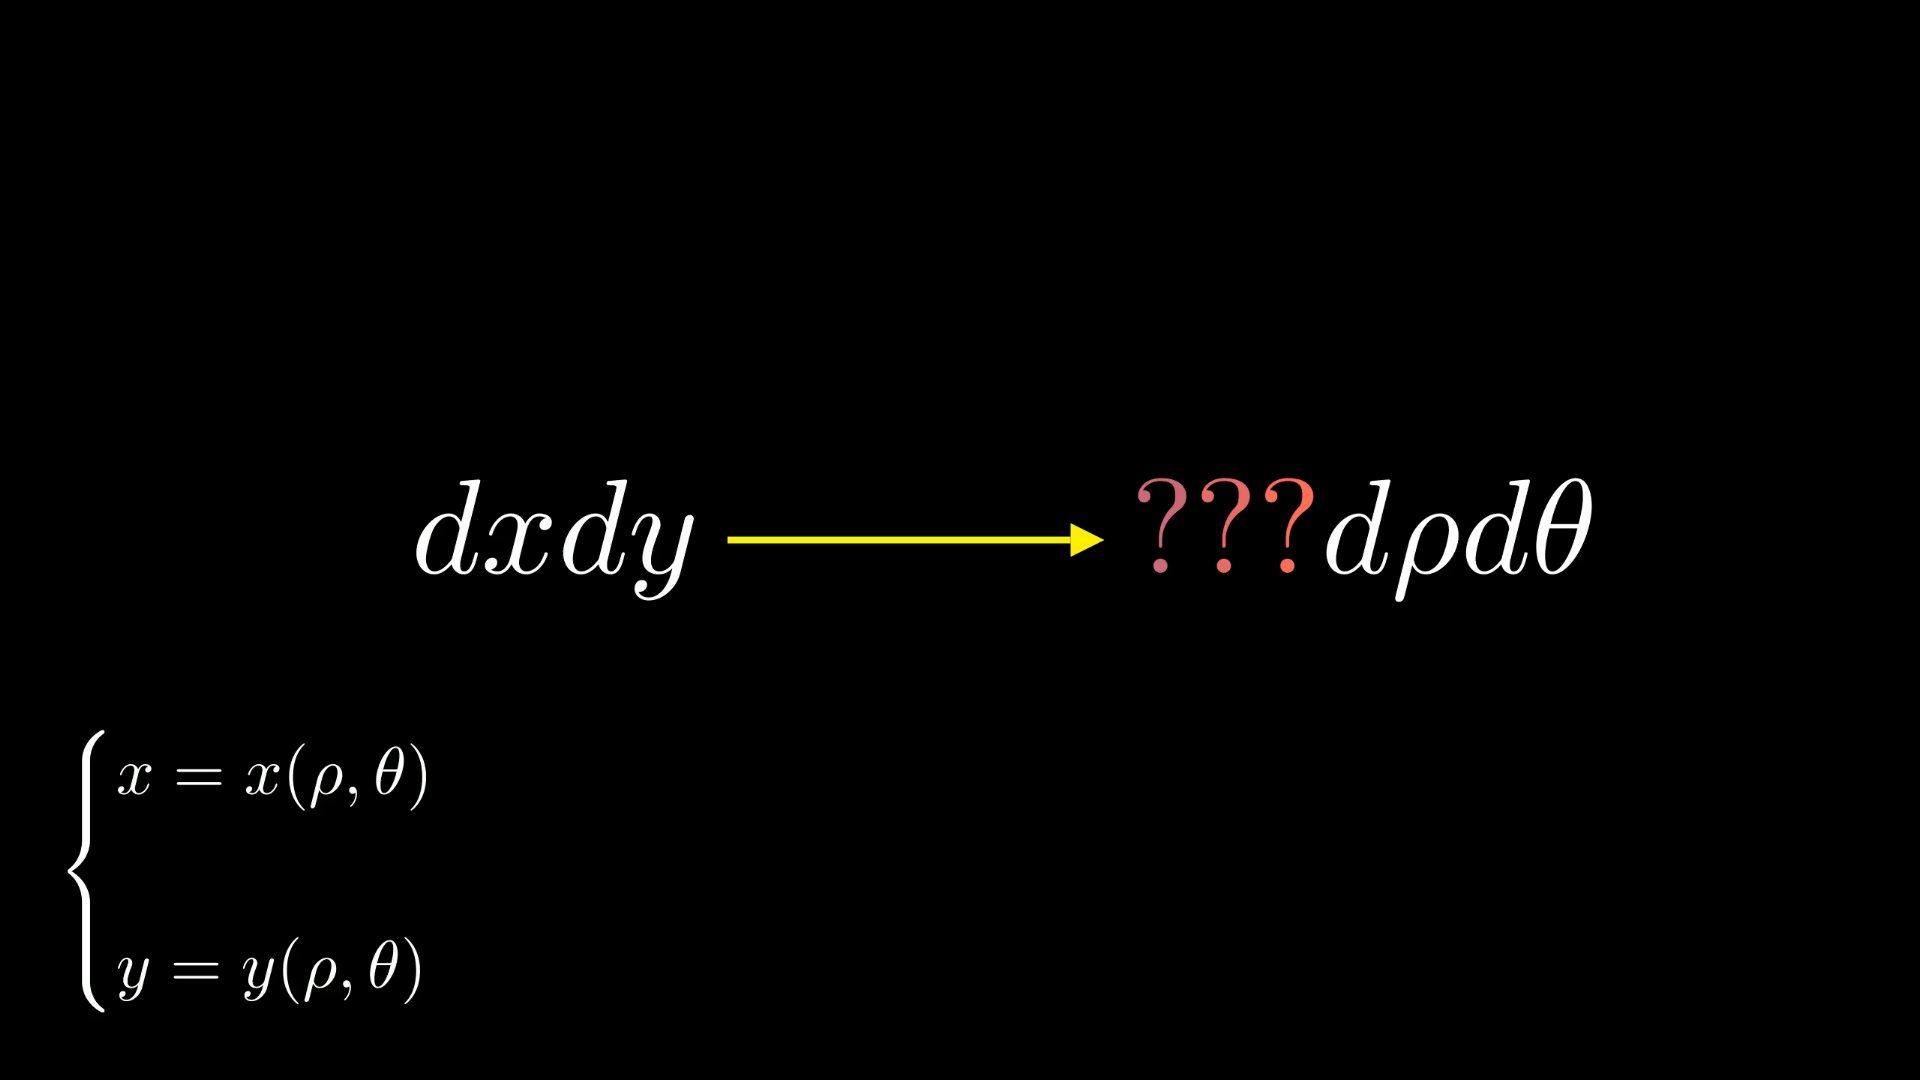 dxdy ⟶ ???dρdθ
x = x(ρ, θ)
y = y(ρ, θ)